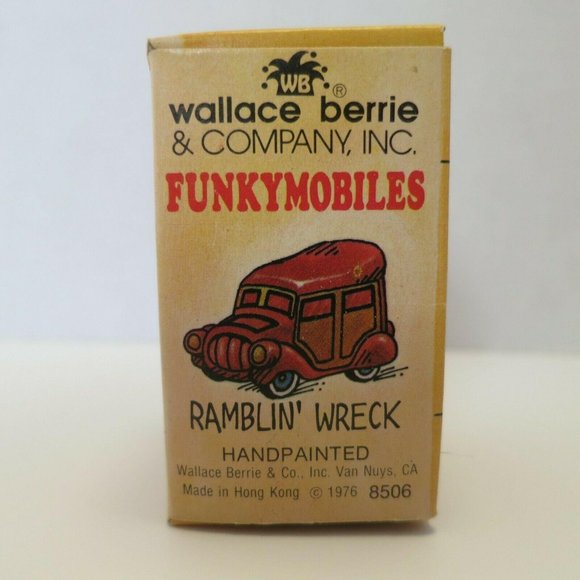 WB ®
wallace berrie
& COMPANY, INC.
FUNKYMOBILES
RAMBLIN' WRECK
HANDPAINTED
Wallace Berrie & Co., Inc. Van Nuys, CA
Made in Hong Kong © 1976 8506